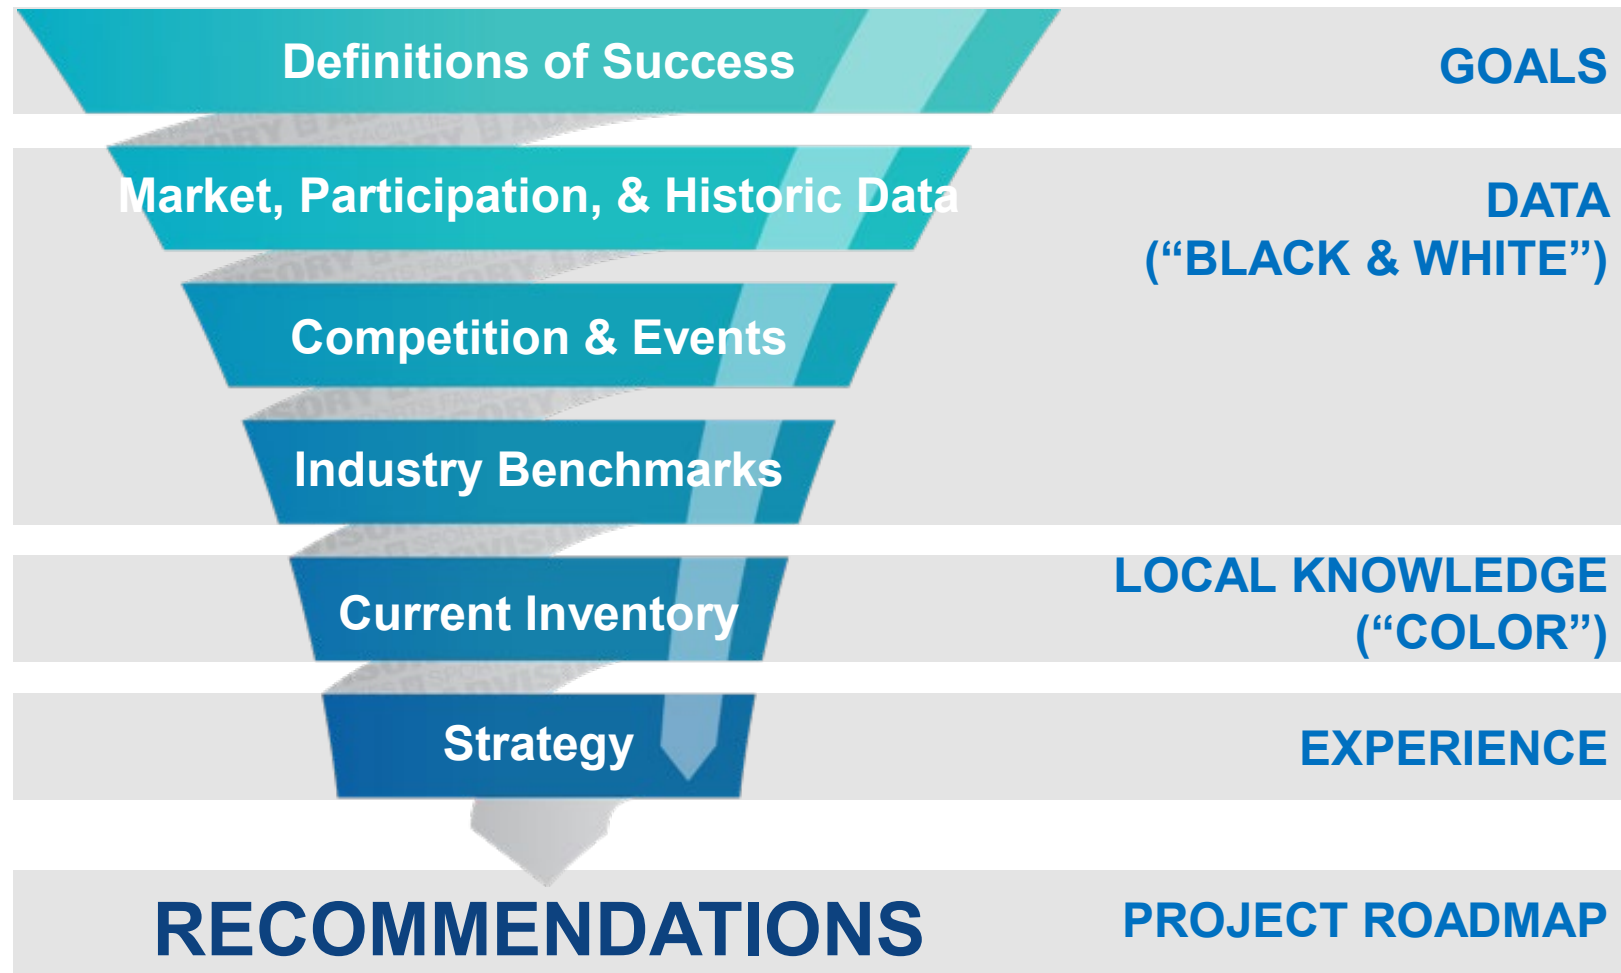 Definitions of Success
GOALS
Market, Participation, & Historic Data
DATA
(“BLACK & WHITE”)
Competition & Events
Industry Benchmarks
Current Inventory
LOCAL KNOWLEDGE
(“COLOR”)
Strategy
EXPERIENCE
RECOMMENDATIONS
PROJECT ROADMAP